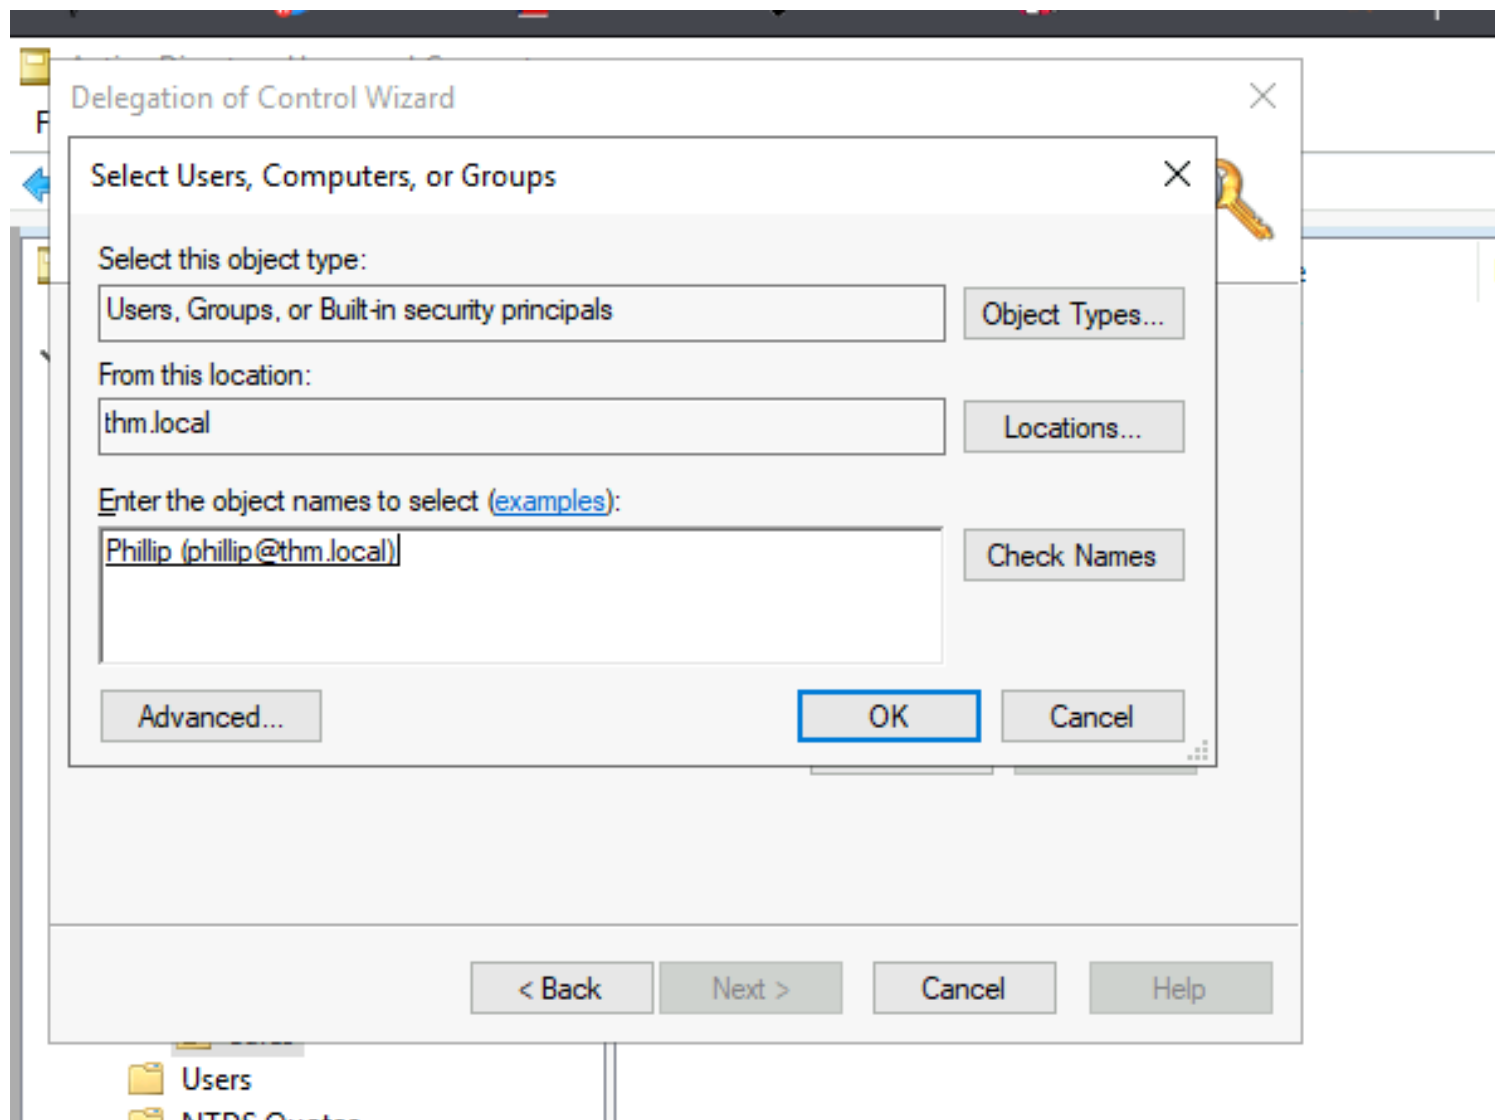 Delegation of Control Wizard
Select Users, Computers, or Groups
Select this object type:
Users, Groups, or Built-in security principals
Object Types...
From this location:
thm.local
Locations...
Enter the object names to select (examples):
Phillip (phillip@thm.local)
Check Names
Advanced...
OK
Cancel
< Back
Next >
Cancel
Help
Users